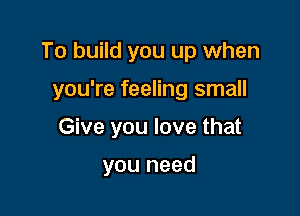 To build you up when
you're feeling small
Give you love that
you need